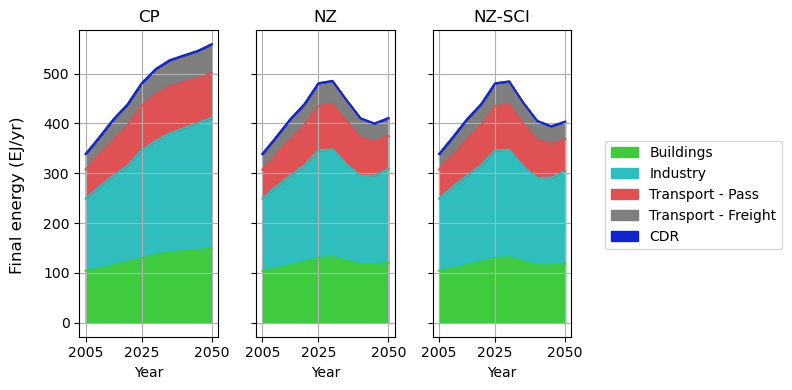 CP
NZ
NZ-SCI
Final energy (EJ/yr)
500
400
300
200
100
0
2005 2025 2050
2005 2025 2050
2005 2025 2050
Year
Year
Year
Buildings
Industry
Transport - Pass
Transport - Freight
CDR